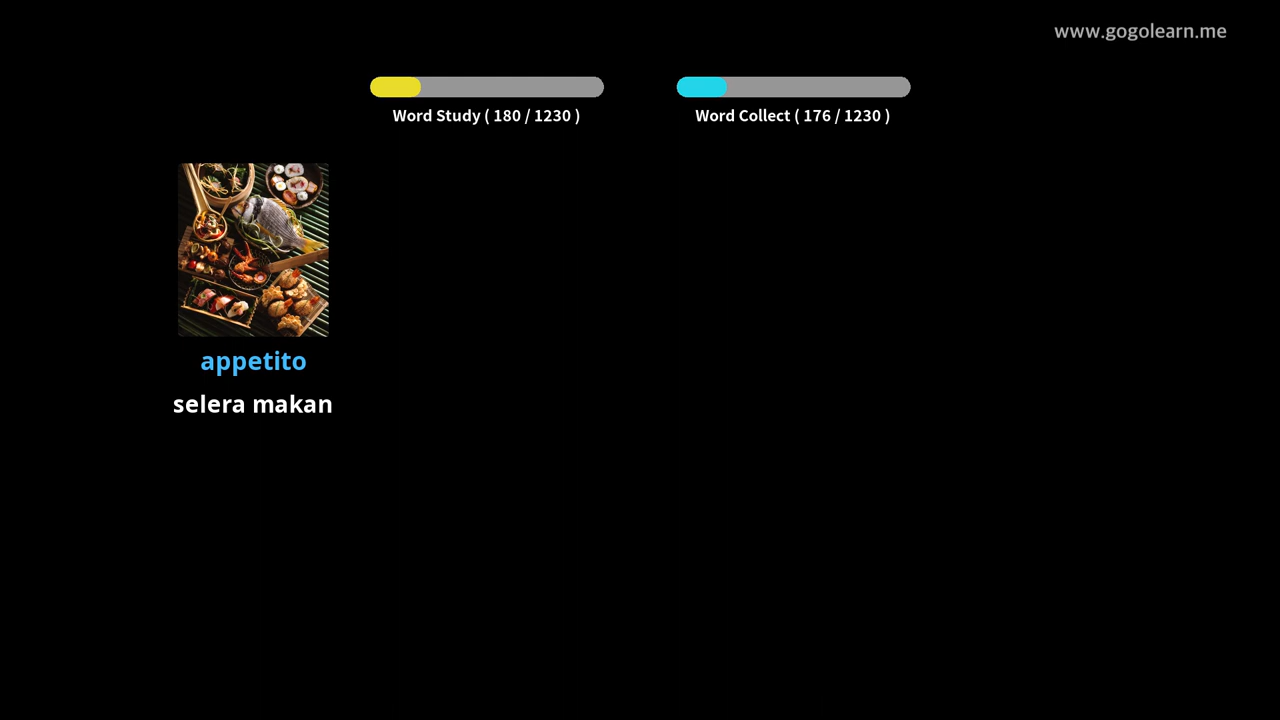 www.gogolearn.me
Word Study ( 180 / 1230 )
Word Collect ( 176 / 1230 )
appetito
selera makan